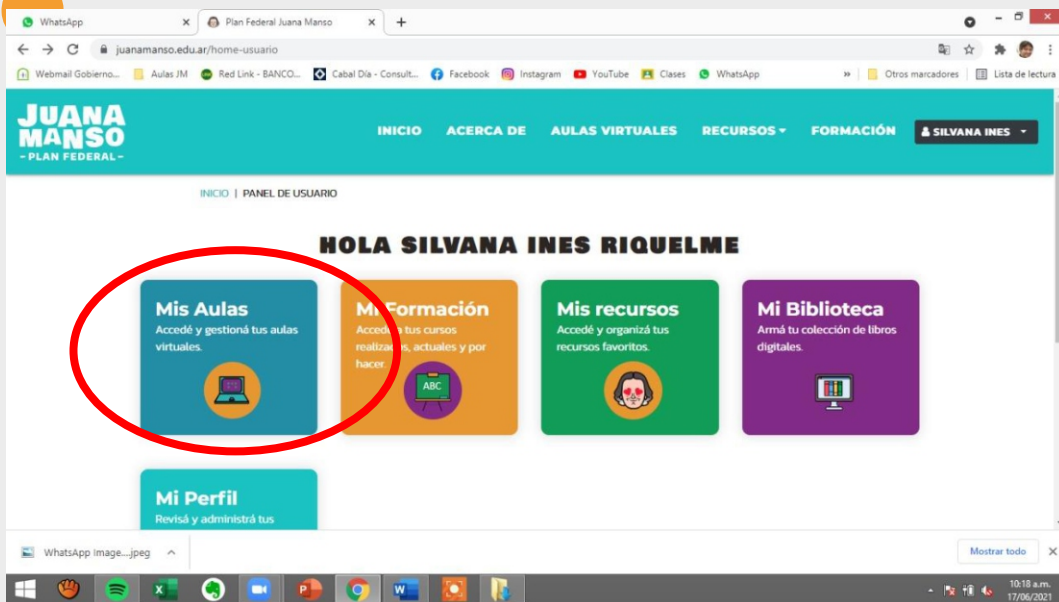 WhatsApp
Plan Federal Juana Manso
juanamanso.edu.ar/home-usuario
Webmail Gobierno... Aulas JM Red Link - BANCO... Cabal Día - Consult... Facebook Instagram YouTube Clases WhatsApp » Otros marcadores Lista de lectura
JUANA
MANSO
- PLAN FEDERAL -
INICIO ACERCA DE AULAS VIRTUALES RECURSOS FORMACIÓN SILVANA INES
INICIO | PANEL DE USUARIO
HOLA SILVANA INES RIQUELME
Mis Aulas
Accedé y gestioná tus aulas
virtuales.
Mi Formación
Accedé a tus cursos
realizados, actuales y por
hacer.
ABC
Mis recursos
Accedé y organizá tus
recursos favoritos.
Mi Biblioteca
Armá tu colección de libros
digitales.
Mi Perfil
Revisá y administrá tus
WhatsApp Image....jpeg
Mostrar todo
10:18 a.m.
17/06/2021